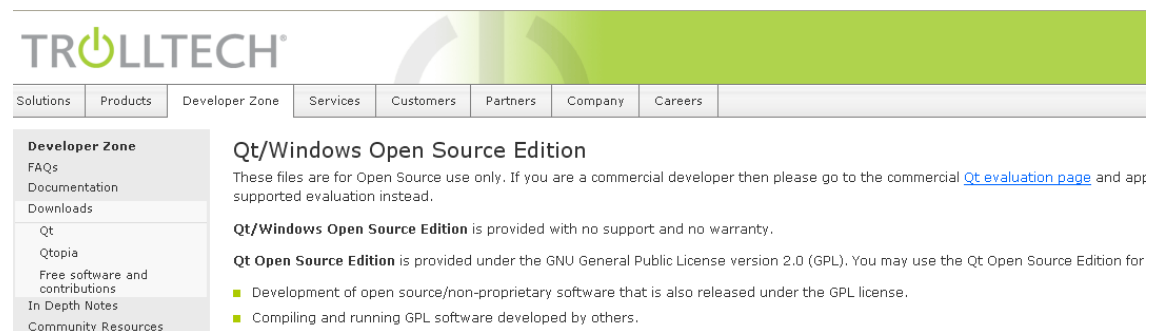 TROLLTECH®
Solutions Products Developer Zone Services Customers Partners Company Careers
Developer Zone
FAQs
Documentation
Downloads
Qt
Qtopia
Free software and
contributions
In Depth Notes
Community Resources
Qt/Windows Open Source Edition
These files are for Open Source use only. If you are a commercial developer then please go to the commercial Qt evaluation page and
supported evaluation instead.
Qt/Windows Open Source Edition is provided with no support and no warranty.
Qt Open Source Edition is provided under the GNU General Public License version 2.0 (GPL). You may use the Qt Open Source Edition for
Development of open source/non-proprietary software that is also released under the GPL license.
Compiling and running GPL software developed by others.